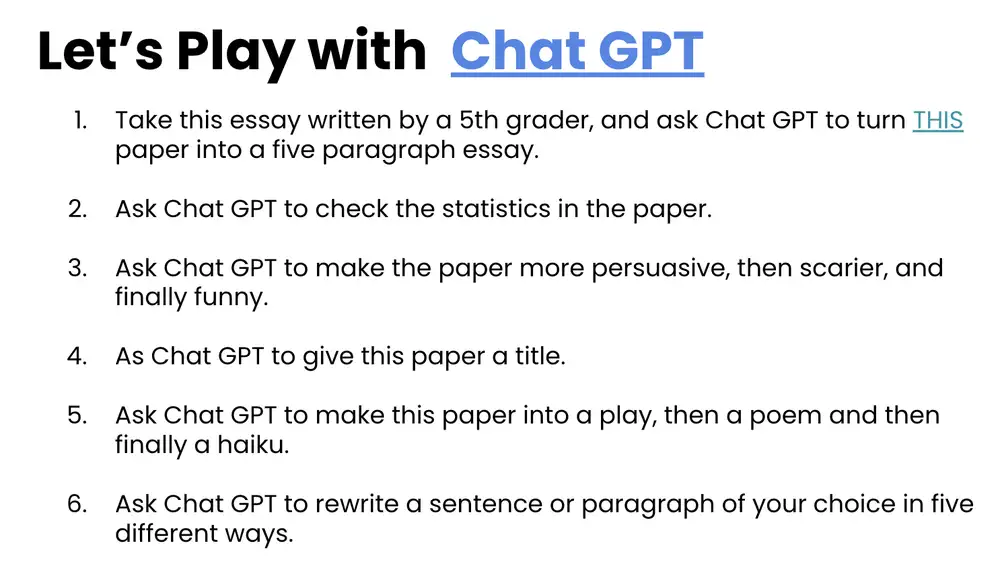 Let’s Play with Chat GPT
1. Take this essay written by a 5th grader, and ask Chat GPT to turn THIS
paper into a five paragraph essay.
2. Ask Chat GPT to check the statistics in the paper.
3. Ask Chat GPT to make the paper more persuasive, then scarier, and
finally funny.
4. As Chat GPT to give this paper a title.
5. Ask Chat GPT to make this paper into a play, then a poem and then
finally a haiku.
6. Ask Chat GPT to rewrite a sentence or paragraph of your choice in five
different ways.